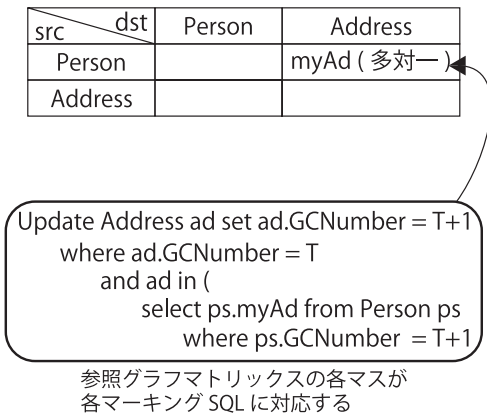 src dst Person Address
Person myAd ( 多対一 )
Address
Update Address ad set ad.GCNumber = T+1
where ad.GCNumber = T
and ad in (
select ps.myAd from Person ps
where ps.GCNumber = T+1
参照グラフマトリックスの各マスが
各マーキング SQL に対応する